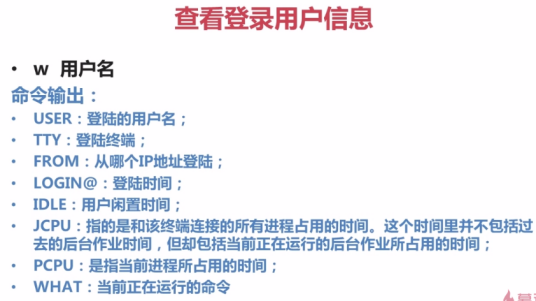 查看登录用户信息
• w 用户名
命令输出：
• USER：登陆的用户名；
• TTY：登陆终端；
• FROM：从哪个IP地址登陆；
• LOGIN@：登陆时间；
• IDLE：用户闲置时间；
• JCPU：指的是和该终端连接的所有进程占用的时间。这个时间里并不包括过
去的后台作业时间，但却包括当前正在运行的后台作业所占用的时间；
• PCPU：是指当前进程所占用的时间；
• WHAT：当前正在运行的命令